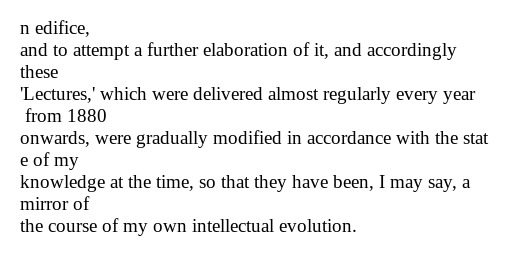 n edifice,
and to attempt a further elaboration of it, and accordingly
these
'Lectures,' which were delivered almost regularly every year
from 1880
onwards, were gradually modified in accordance with the stat
e of my
knowledge at the time, so that they have been, I may say, a
mirror of
the course of my own intellectual evolution.